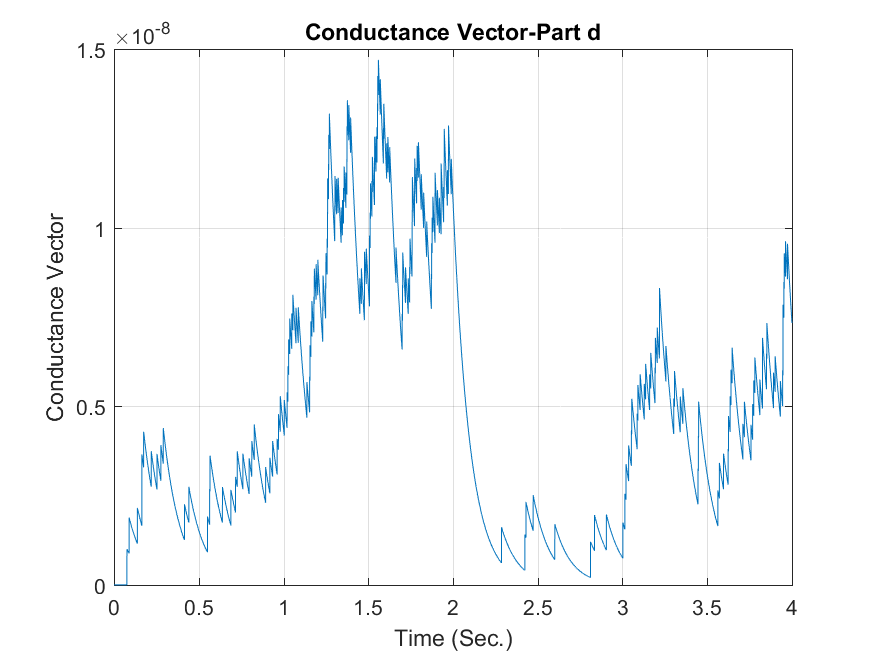 Conductance Vector-Part d
×10⁻⁸
1.5
1
0.5
0
Conductance Vector
0 0.5 1 1.5 2 2.5 3 3.5 4
Time (Sec.)